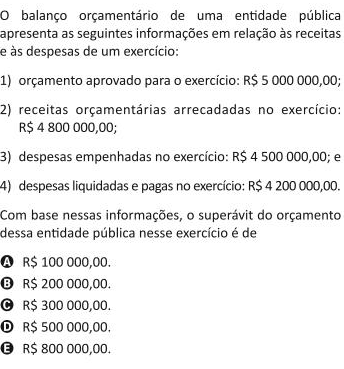 O balanço orçamentário de uma entidade pública
apresenta as seguintes informações em relação às receitas
e às despesas de um exercício:
1) orçamento aprovado para o exercício: R$ 5 000 000,00;
2) receitas orçamentárias arrecadadas no exercício:
R$ 4 800 000,00;
3) despesas empenhadas no exercício: R$ 4 500 000,00; e
4) despesas liquidadas e pagas no exercício: R$ 4 200 000,00.
Com base nessas informações, o superávit do orçamento
dessa entidade pública nesse exercício é de
A R$ 100 000,00.
B R$ 200 000,00.
C R$ 300 000,00.
D R$ 500 000,00.
E R$ 800 000,00.